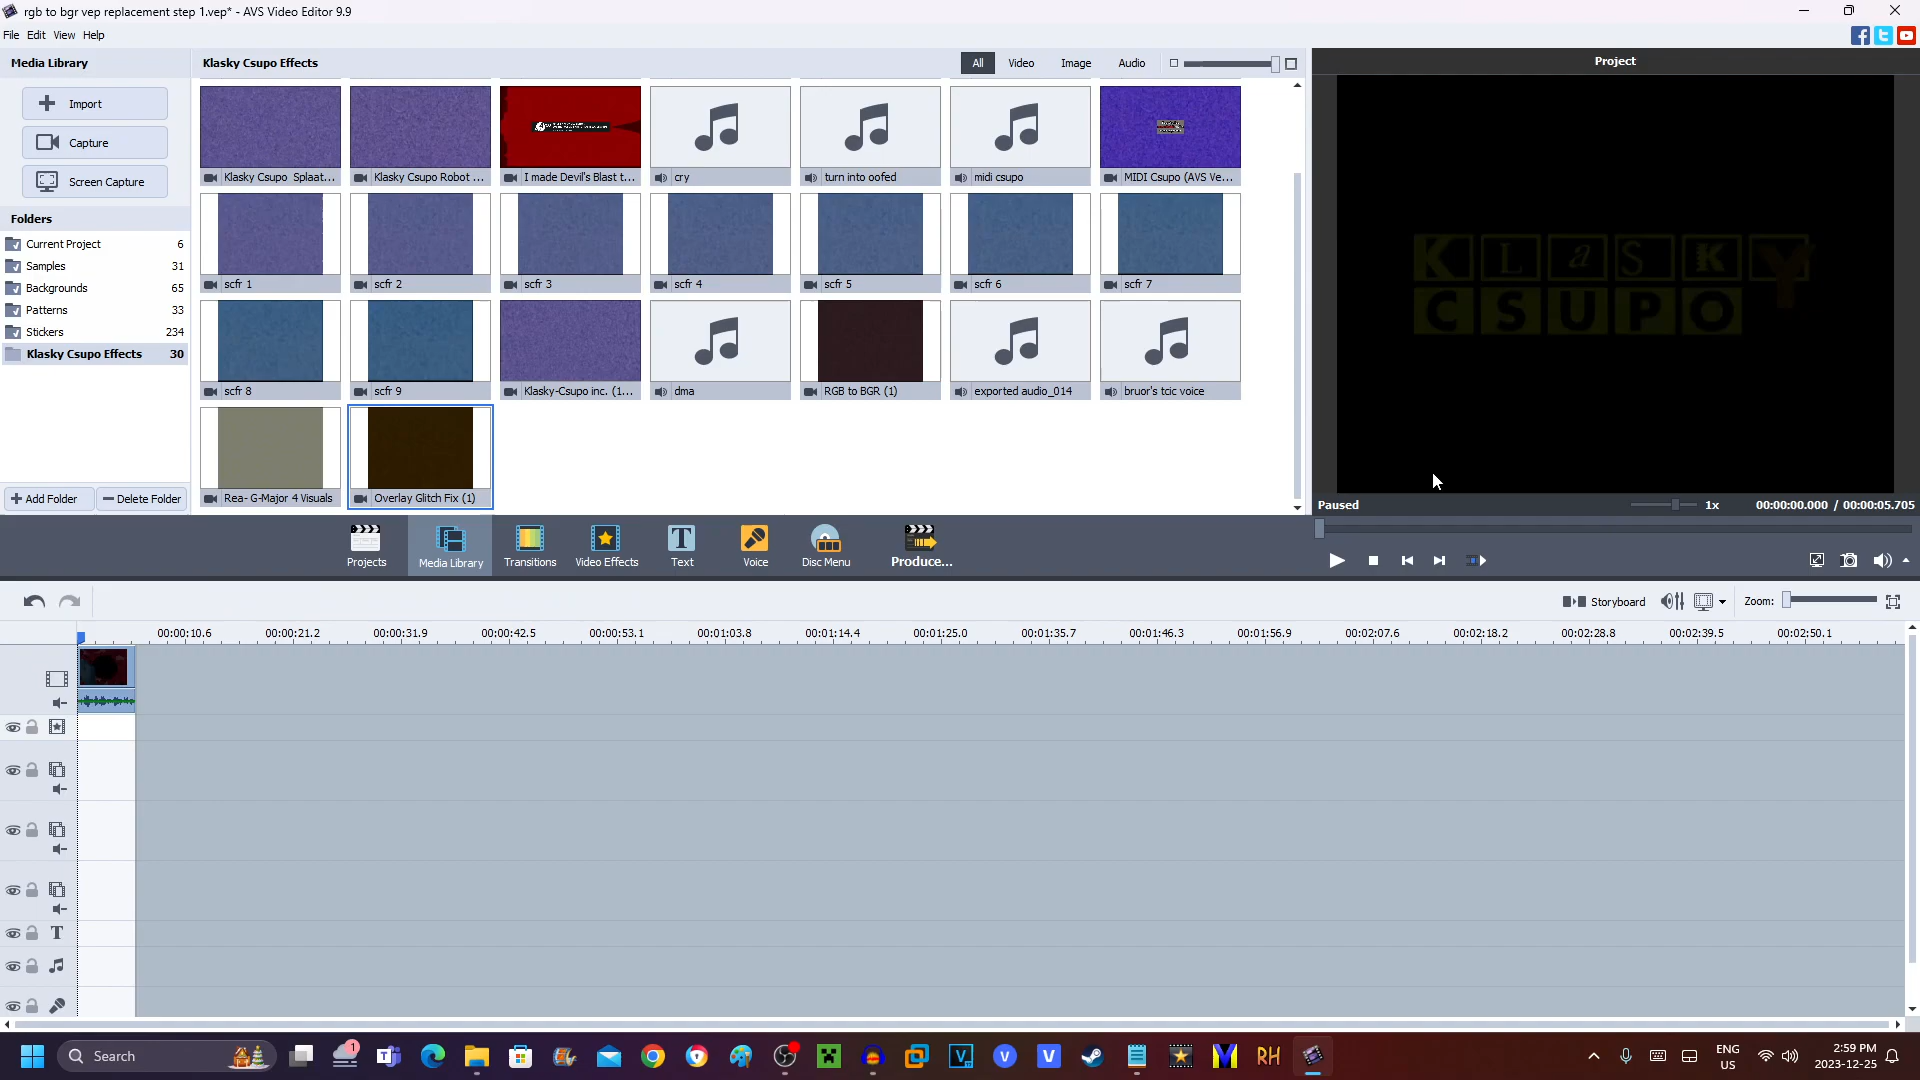 rgb to bgr vep replacement step 1.vep* - AVS Video Editor 9.9
File Edit View Help
Media Library
Klasky Csupo Effects
All Video Image Audio
Project
Import
Capture
Screen Capture
Folders
Current Project 6
Samples 31
Backgrounds 65
Patterns 33
Stickers 234
Klasky Csupo Effects 30
Add Folder
Delete Folder
Klasky Csupo Splaat...
Klasky Csupo Robot ...
I made Devil's Blast t...
cry
turn into oofed
midi csupo
MIDI Csupo (AVS Ve...
scfr 1
scfr 2
scfr 3
scfr 4
scfr 5
scfr 6
scfr 7
scfr 8
scfr 9
Klasky-Csupo inc. (1...
dma
RGB to BGR (1)
exported audio_014
bruor's tcic voice
Rea- G-Major 4 Visuals
Overlay Glitch Fix (1)
KLaSKY
CSUPO
Paused
1x
00:00:00.000 / 00:00:05.705
Projects
Media Library
Transitions
Video Effects
Text
Voice
Disc Menu
Produce...
Storyboard
Zoom:
00:00:10.6 00:00:21.2 00:00:31.9 00:00:42.5 00:00:53.1 00:01:03.8 00:01:14.4 00:01:25.0 00:01:35.7 00:01:46.3 00:01:56.9 00:02:07.6 00:02:18.2 00:02:28.8 00:02:39.5 00:02:50.1
Search
1
RH
ENG
US
2:59 PM
2023-12-25